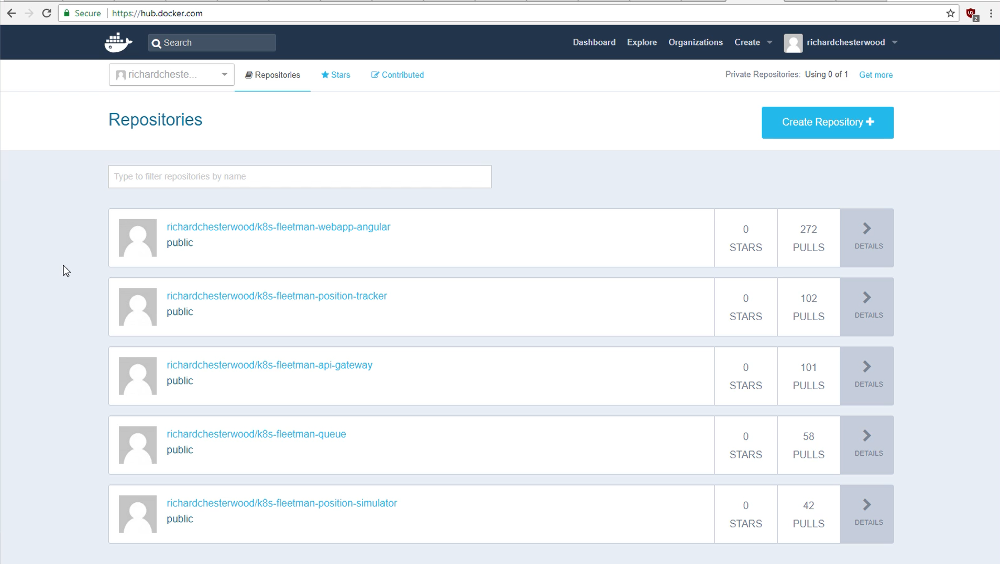 Secure https://hub.docker.com
2
Search
Dashboard Explore Organizations Create richardchesterwood
richardcheste... Repositories Stars Contributed Private Repositories: Using 0 of 1 Get more
Repositories
Create Repository
Type to filter repositories by name
richardchesterwood/k8s-fleetman-webapp-angular
public
0 STARS
272 PULLS
DETAILS
richardchesterwood/k8s-fleetman-position-tracker
public
0 STARS
102 PULLS
DETAILS
richardchesterwood/k8s-fleetman-api-gateway
public
0 STARS
101 PULLS
DETAILS
richardchesterwood/k8s-fleetman-queue
public
0 STARS
58 PULLS
DETAILS
richardchesterwood/k8s-fleetman-position-simulator
public
0 STARS
42 PULLS
DETAILS